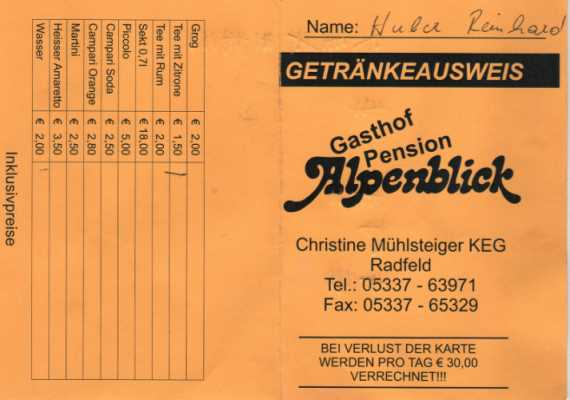 Name: Huber Reinhard
GETRÄNKEAUSWEIS
Gasthof
Pension
Alpenblick
Christine Mühlsteiger KEG
Radfeld
Tel.: 05337 - 63971
Fax: 05337 - 65329
BEI VERLUST DER KARTE
WERDEN PRO TAG € 30,00
VERRECHNET!!!
Grog € 2,00
Tee mit Zitrone € 1,50
Tee mit Rum € 2,00
Sekt 0,7l € 18,00
Piccolo € 5,00
Campari Soda € 2,50
Campari Orange € 2,80
Martini € 2,50
Heisser Amaretto € 3,50
Wasser € 2,00
Inklusivpreise